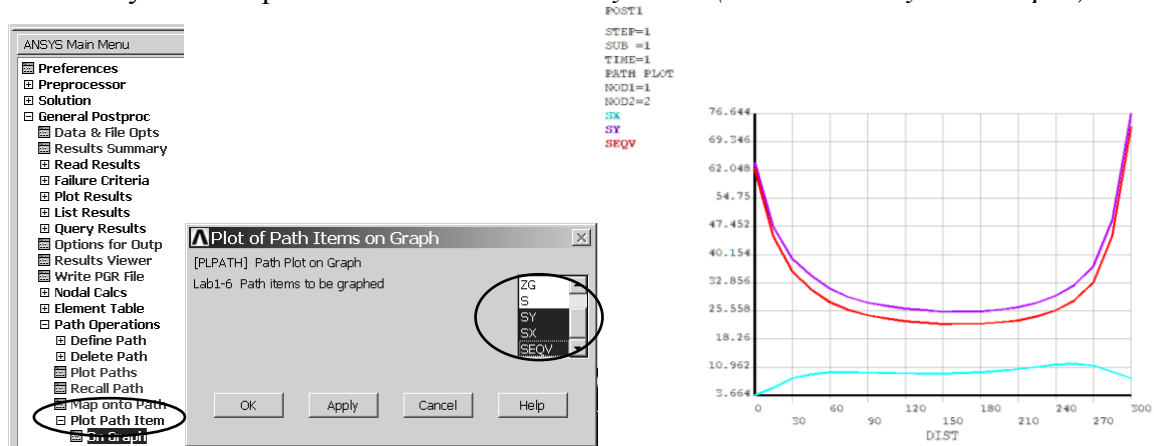 ANSYS Main Menu
Preferences
Preprocessor
Solution
General Postproc
Data & File Opts
Results Summary
Read Results
Failure Criteria
Plot Results
List Results
Query Results
Options for Outp
Results Viewer
Write PGR File
Nodal Calcs
Element Table
Path Operations
Define Path
Delete Path
Plot Paths
Recall Path
Map onto Path
Plot Path Item
On Graph
Plot of Path Items on Graph
[PLPATH] Path Plot on Graph
Lab1-6 Path items to be graphed
ZG
S
SY
SX
SEQV
OK Apply Cancel Help
POST1
STEP=1
SUB =1
TIME=1
PATH PLOT
NOD1=1
NOD2=2
SX
SY
SEQV
76.644
69.346
62.048
54.75
47.452
40.154
32.856
25.558
18.26
10.962
3.664
0 30 60 90 120 150 180 210 240 270 300
DIST